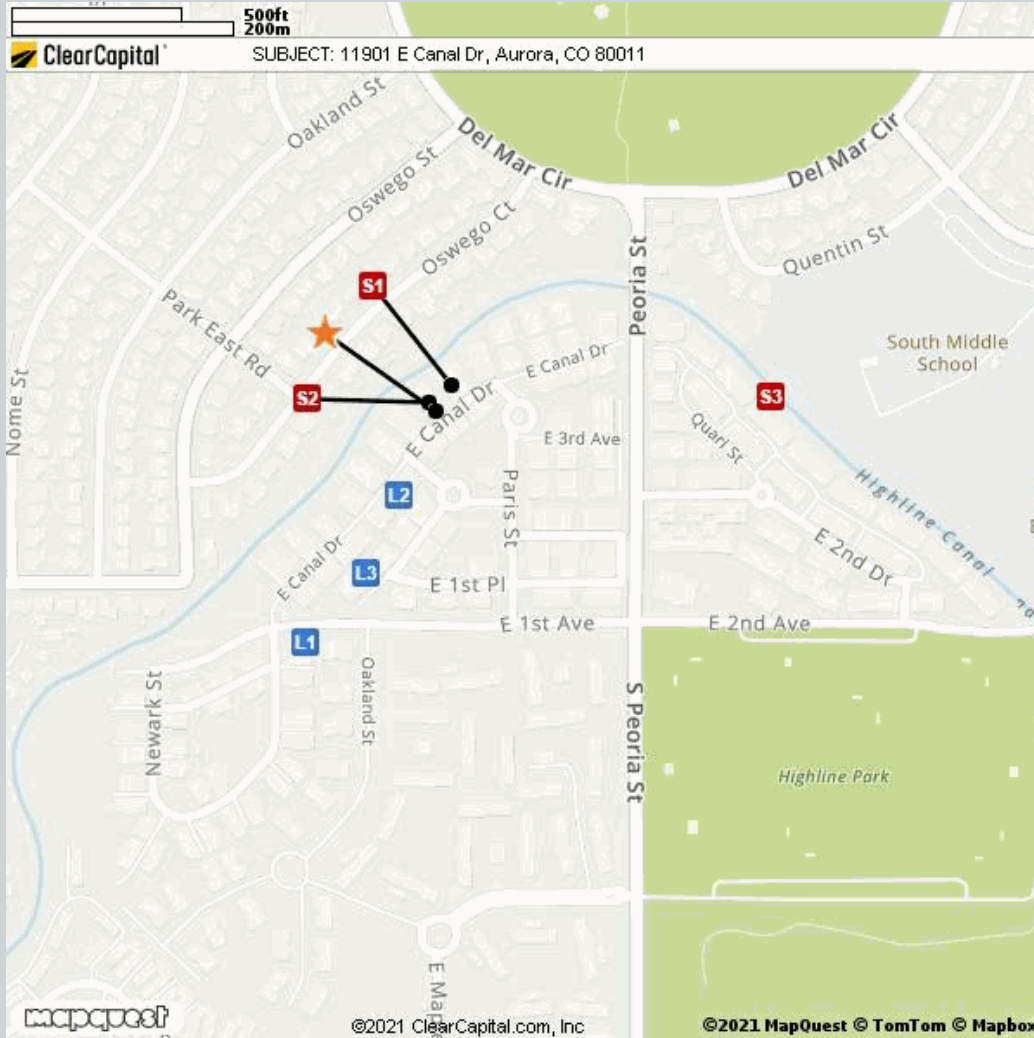 500ft
200m
ClearCapital
SUBJECT: 11901 E Canal Dr, Aurora, CO 80011
Oakland St
Del Mar Cir
Del Mar Cir
Oswego St
Oswego Ct
Quentin St
Peoria St
S1
Park East Rd
E Canal Dr
South Middle
School
Nome St
S2
S3
E Canal Dr
Quari St
E 3rd Ave
Paris St
L2
Highline Canal
E 2nd Dr
E Canal Dr
L3
E 1st Pl
E 1st Ave
E 2nd Ave
L1
Oakland St
Newark St
S Peoria St
Highline Park
E Map
mapquest
©2021 ClearCapital.com, Inc
©2021 MapQuest © TomTom © Mapbox